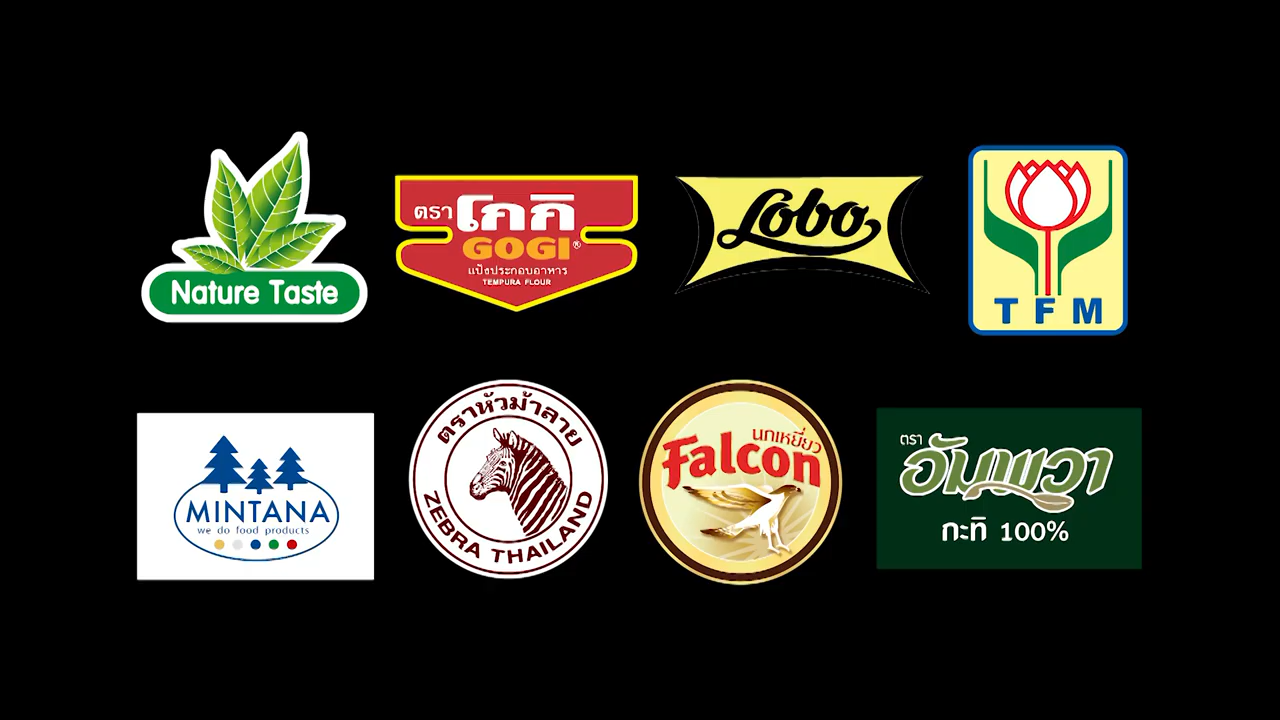 Nature Taste
ตรา โกกิ
GOGI®
แป้งประกอบอาหาร
TEMPURA FLOUR
Lobo
TFM
MINTANA
we do food products
ตราหัวม้าลาย
ZEBRA THAILAND
นกเหยี่ยว
Falcon
ตรา
อัมพวา
กะทิ 100%